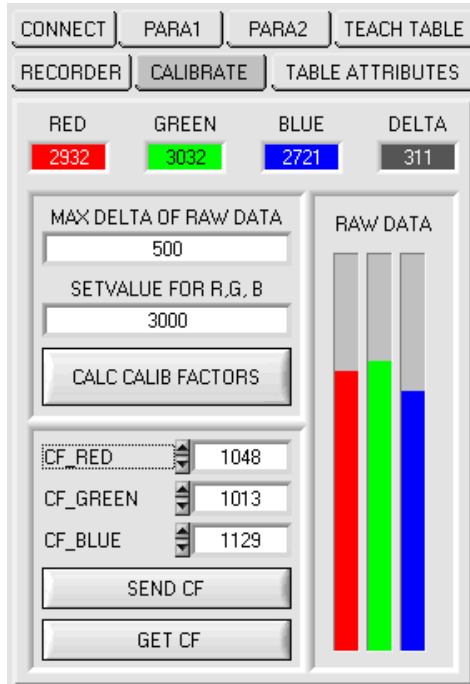 CONNECT PARA1 PARA2 TEACH TABLE
RECORDER CALIBRATE TABLE ATTRIBUTES
RED GREEN BLUE DELTA
2932 3032 2721 311
MAX DELTA OF RAW DATA
500
SETVALUE FOR R,G, B
3000
CALC CALIB FACTORS
RAW DATA
CF_RED 1048
CF_GREEN 1013
CF_BLUE 1129
SEND CF
GET CF